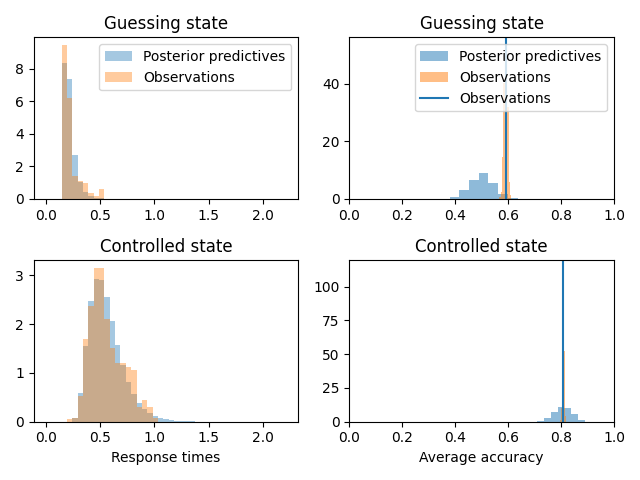 Guessing state
Posterior predictives
Observations
8
6
4
2
0
0.0 0.5 1.0 1.5 2.0
Guessing state
Posterior predictives
Observations
Observations
40
20
0
0.0 0.2 0.4 0.6 0.8 1.0
Controlled state
3
2
1
0
0.0 0.5 1.0 1.5 2.0
Response times
Controlled state
100
75
50
25
0
0.0 0.2 0.4 0.6 0.8 1.0
Average accuracy